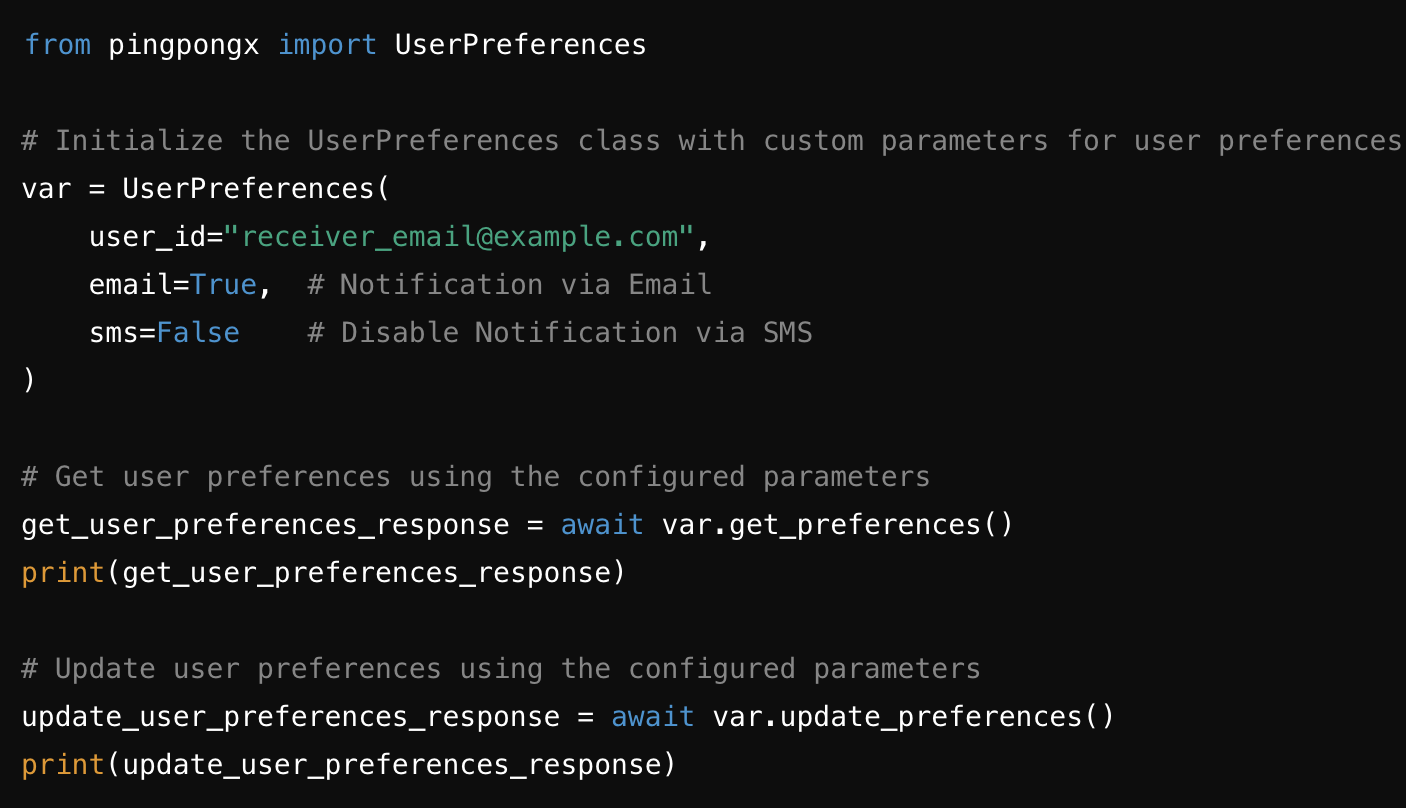 from pingpongx import UserPreferences
# Initialize the UserPreferences class with custom parameters for user preferences
var = UserPreferences(
    user_id="receiver_email@example.com",
    email=True,  # Notification via Email
    sms=False    # Disable Notification via SMS
)
# Get user preferences using the configured parameters
get_user_preferences_response = await var.get_preferences()
print(get_user_preferences_response)
# Update user preferences using the configured parameters
update_user_preferences_response = await var.update_preferences()
print(update_user_preferences_response)